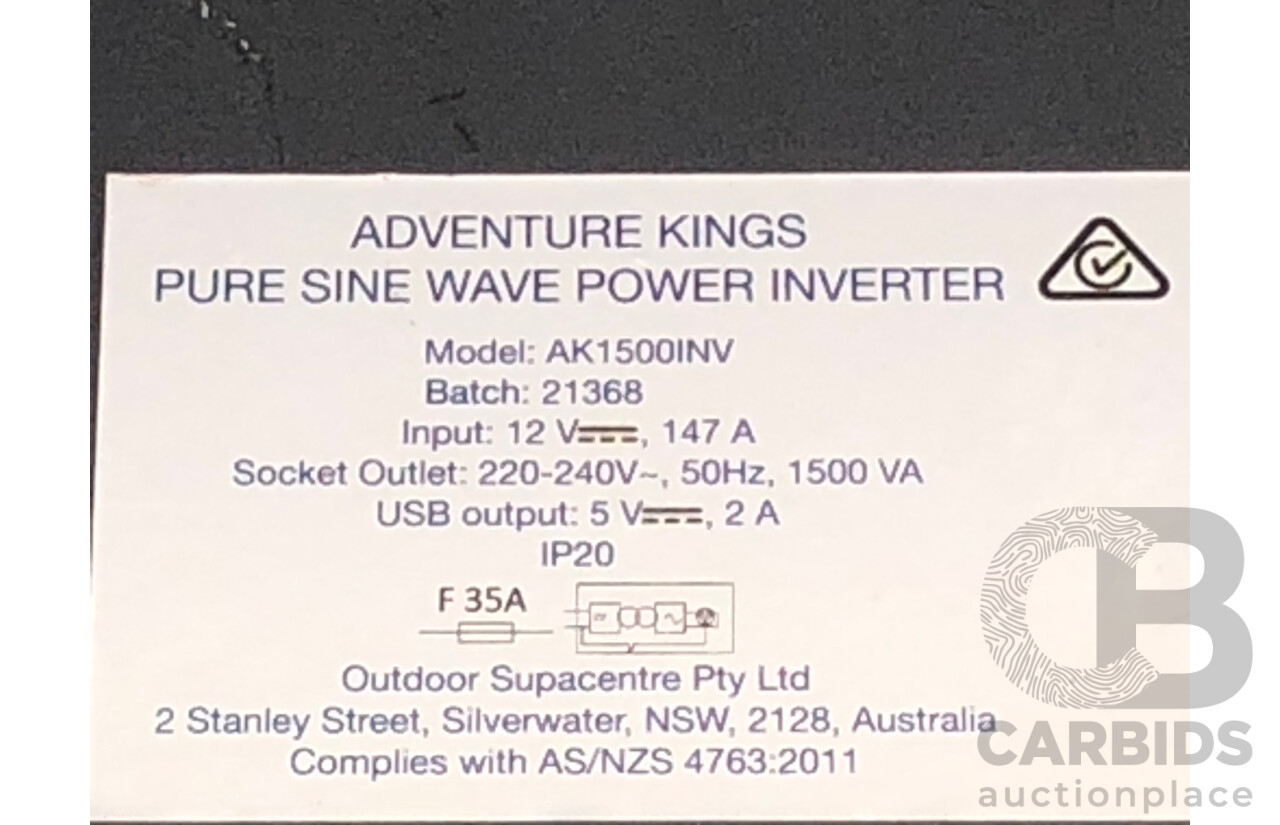 ADVENTURE KINGS
PURE SINE WAVE POWER INVERTER
Model: AK1500INV
Batch: 21368
Input: 12 V⎓, 147 A
Socket Outlet: 220-240V~, 50Hz, 1500 VA
USB output: 5 V⎓, 2 A
IP20
F 35A
Outdoor Supacentre Pty Ltd
2 Stanley Street, Silverwater, NSW, 2128, Australia
Complies with AS/NZS 4763:2011
CB
CARBIDS
auctionplace